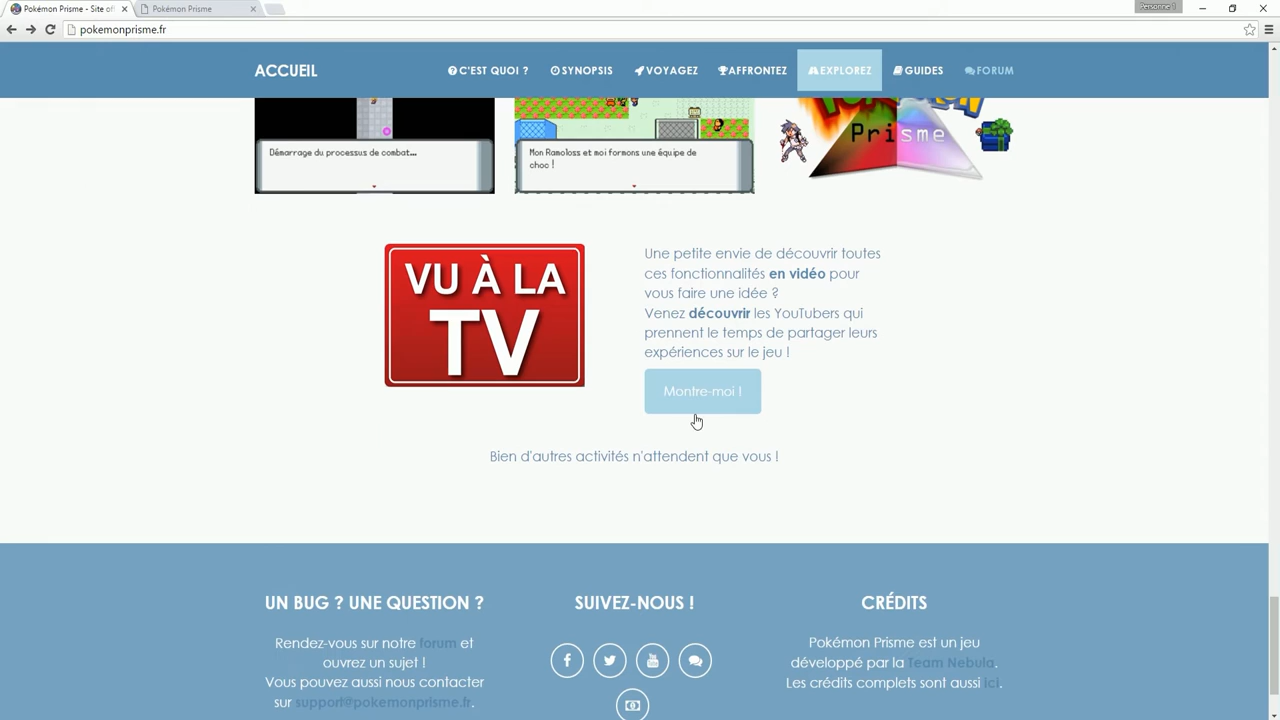 Pokémon Prisme - Site of
Pokémon Prisme
Personne 1
pokemonprisme.fr
ACCUEIL
C'EST QUOI ?
SYNOPSIS
VOYAGEZ
AFFRONTEZ
EXPLOREZ
GUIDES
FORUM
Démarrage du processus de combat...
Mon Ramoloss et moi formons une équipe de
choc !
Prisme
VU À LA
TV
Une petite envie de découvrir toutes
ces fonctionnalités en vidéo pour
vous faire une idée ?
Venez découvrir les YouTubers qui
prennent le temps de partager leurs
expériences sur le jeu !
Montre-moi !
Bien d'autres activités n'attendent que vous !
UN BUG ? UNE QUESTION ?
Rendez-vous sur notre forum et
ouvrez un sujet !
Vous pouvez aussi nous contacter
sur support@pokemonprisme.fr.
SUIVEZ-NOUS !
CRÉDITS
Pokémon Prisme est un jeu
développé par la Team Nebula.
Les crédits complets sont aussi ici.